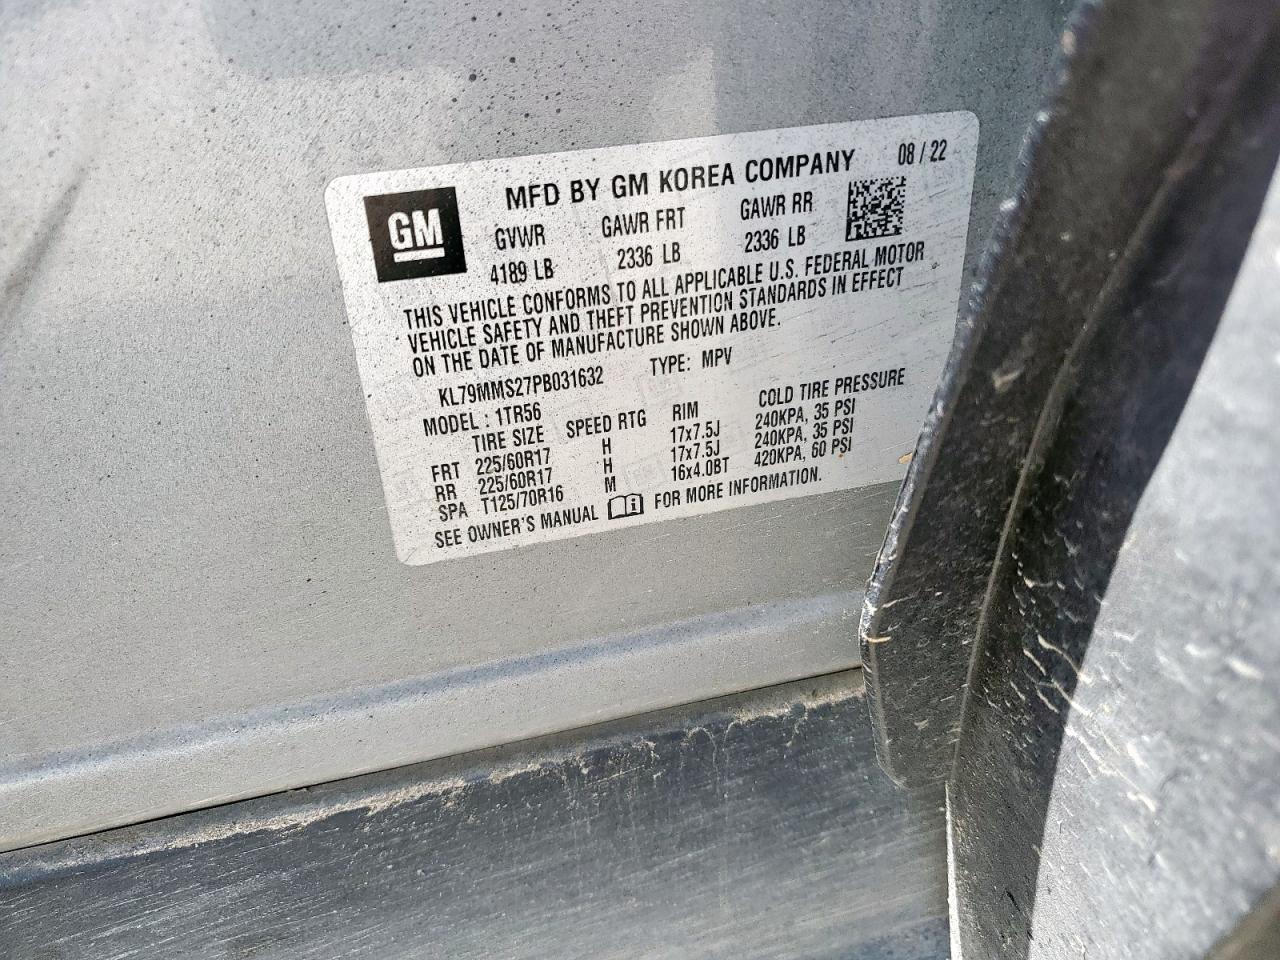 MFD BY GM KOREA COMPANY 08 / 22
GM
GVWR GAWR FRT GAWR RR
4189 LB 2336 LB 2336 LB
THIS VEHICLE CONFORMS TO ALL APPLICABLE U.S. FEDERAL MOTOR
VEHICLE SAFETY AND THEFT PREVENTION STANDARDS IN EFFECT
ON THE DATE OF MANUFACTURE SHOWN ABOVE.
KL79MMS27PB031632 TYPE: MPV
MODEL: 1TR56
TIRE SIZE SPEED RTG RIM COLD TIRE PRESSURE
FRT 225/60R17 H 17x7.5J 240KPA, 35 PSI
RR 225/60R17 H 17x7.5J 240KPA, 35 PSI
SPA T125/70R16 M 16x4.0BT 420KPA, 60 PSI
SEE OWNER'S MANUAL i FOR MORE INFORMATION.